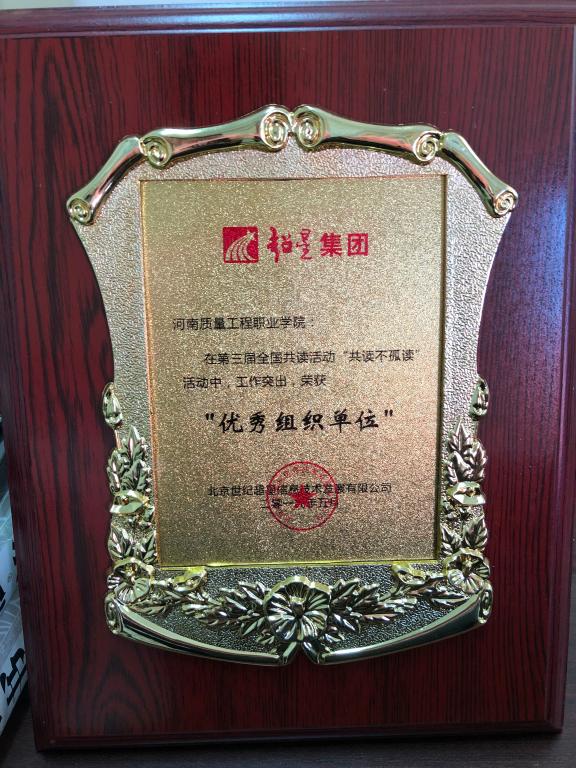 超星集团
河南质量工程职业学院：
在第三届全国共读活动“共读不孤读”
活动中，工作突出，荣获
"优秀组织单位"
北京世纪超星信息技术发展有限公司